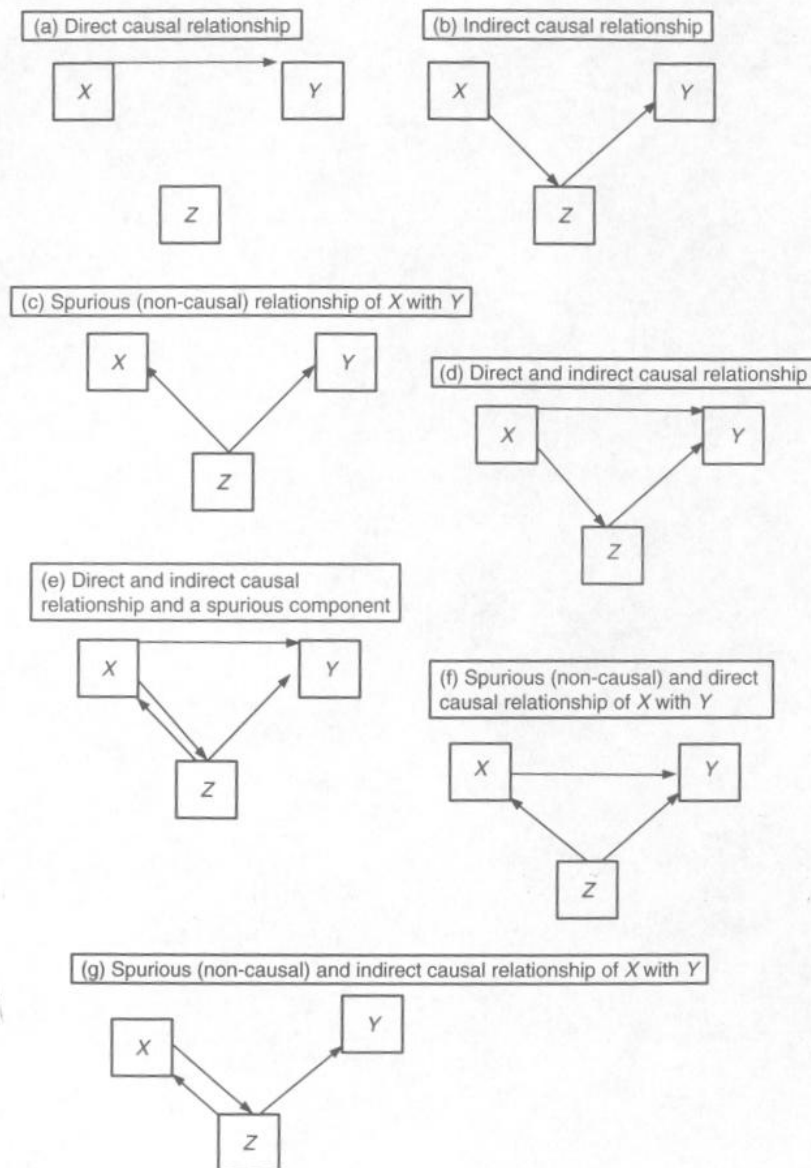 (a) Direct causal relationship
X
Y
Z
(b) Indirect causal relationship
X
Y
Z
(c) Spurious (non-causal) relationship of X with Y
X
Y
Z
(d) Direct and indirect causal relationship
X
Y
Z
(e) Direct and indirect causal
relationship and a spurious component
X
Y
Z
(f) Spurious (non-causal) and direct
causal relationship of X with Y
X
Y
Z
(g) Spurious (non-causal) and indirect causal relationship of X with Y
X
Y
Z